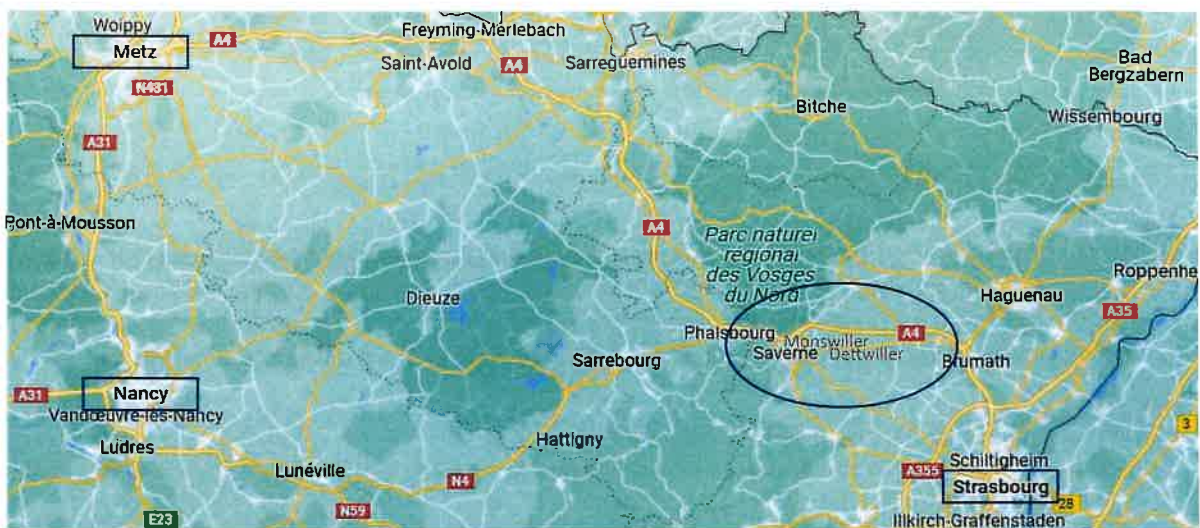 Woippy
Metz
A4
Freyming-Merlebach
Saint-Avold
A4
Sarreguemines
Bad
Bergzabern
N431
Bitche
Wissembourg
A31
Pont-à-Mousson
A4
Parc naturel
régional
des Vosges
du Nord
Roppenhe
Dieuze
Haguenau
A35
Phalsbourg
A4
Monswiller
Saverne Dettwiller
Brumath
Sarrebourg
A31
Nancy
Vandœuvre-lès-Nancy
3
Ludres
Hattigny
Lunéville
N4
A355
Schiltigheim
Strasbourg
28
E23
N59
Illkirch-Graffenstaden